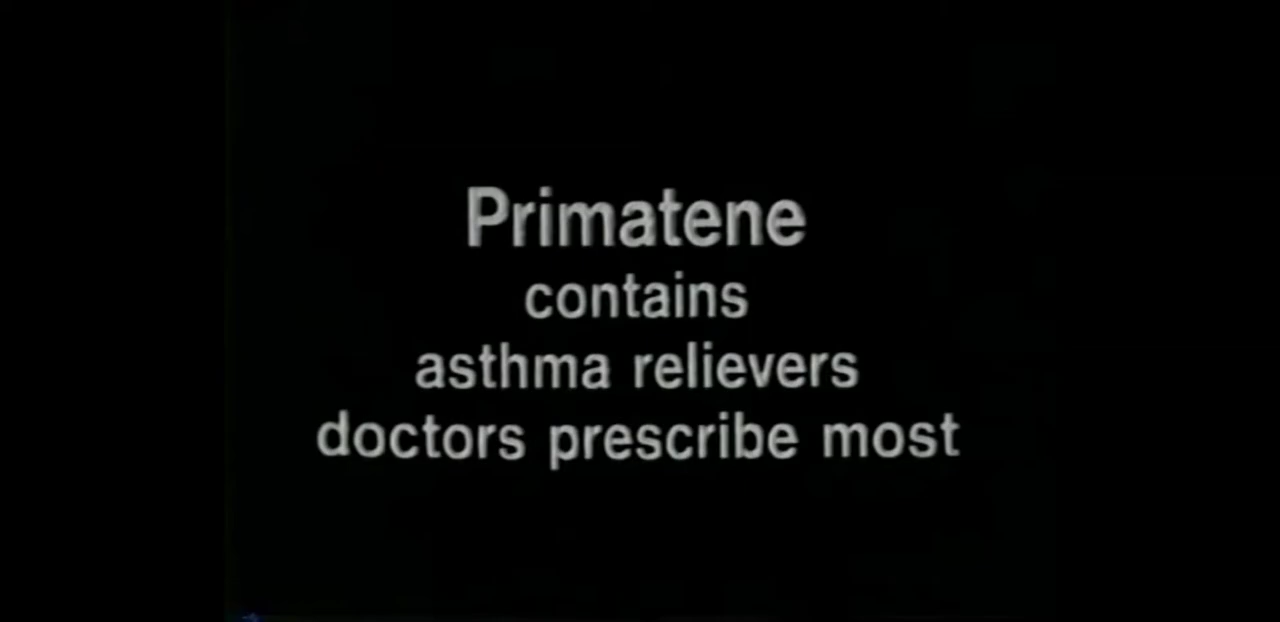 Primatene
contains
asthma relievers
doctors prescribe most